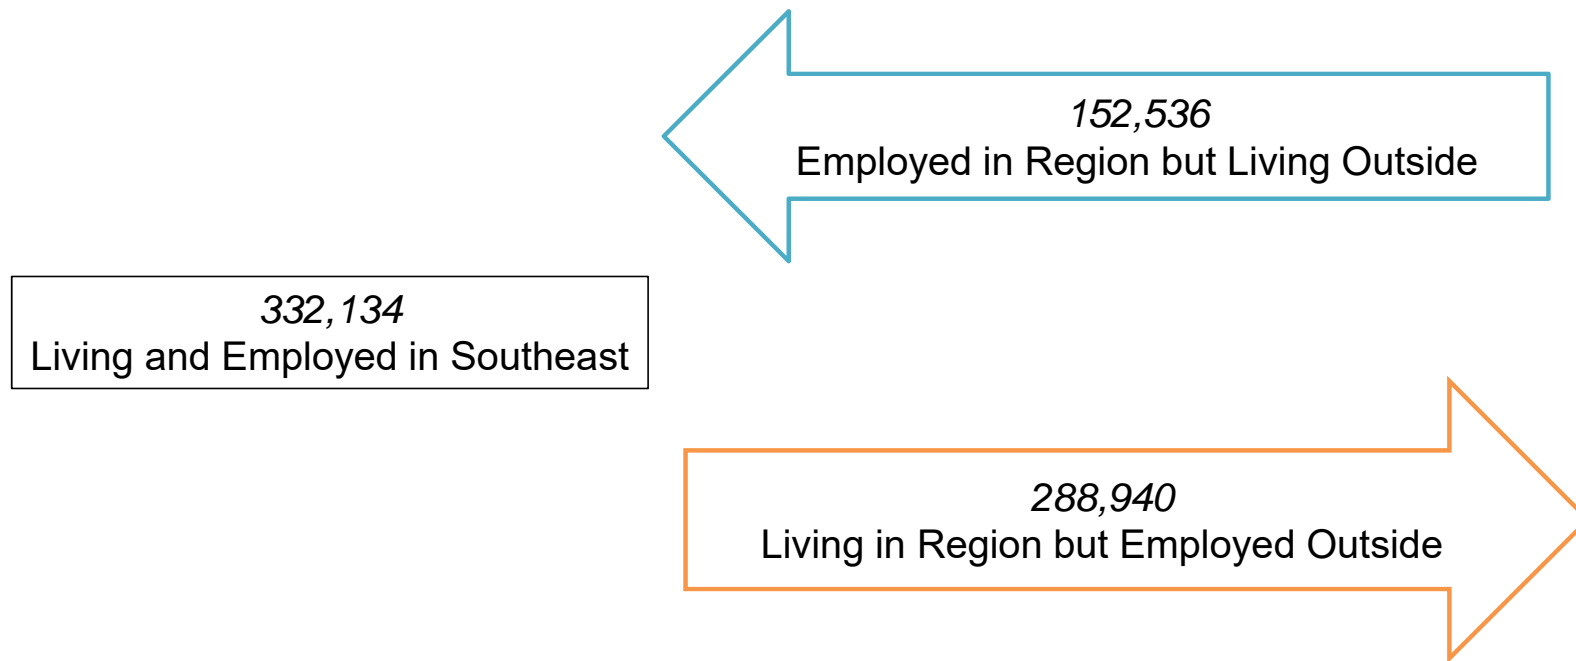 152,536
Employed in Region but Living Outside
332,134
Living and Employed in Southeast
288,940
Living in Region but Employed Outside